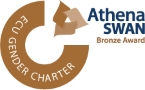 ECU GENDER CHARTER
Athena
SWAN
Bronze Award